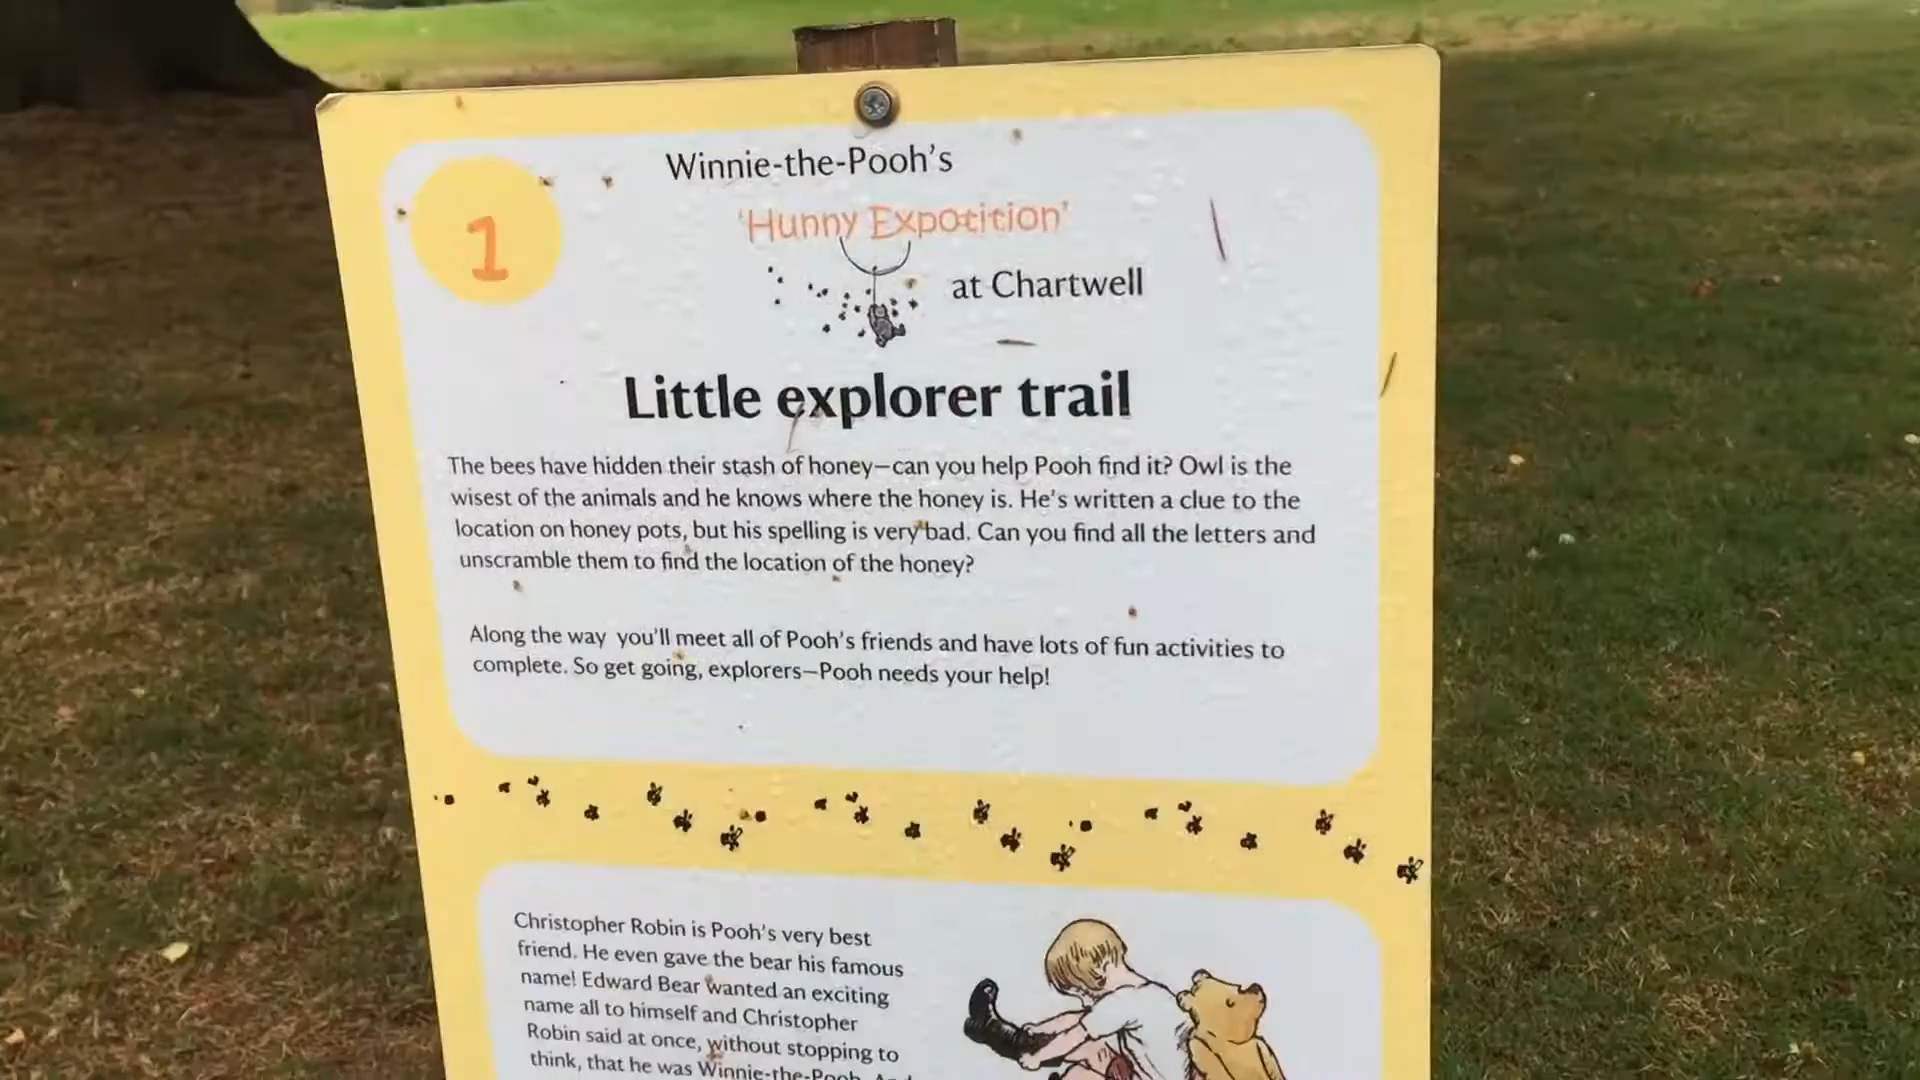 1
Winnie-the-Pooh's
'Hunny Expotition'
at Chartwell
Little explorer trail
The bees have hidden their stash of honey—can you help Pooh find it? Owl is the
wisest of the animals and he knows where the honey is. He's written a clue to the
location on honey pots, but his spelling is very bad. Can you find all the letters and
unscramble them to find the location of the honey?
Along the way you'll meet all of Pooh's friends and have lots of fun activities to
complete. So get going, explorers—Pooh needs your help!
Christopher Robin is Pooh's very best
friend. He even gave the bear his famous
name! Edward Bear wanted an exciting
name all to himself and Christopher
Robin said at once, without stopping to
think, that he was Winnie-the-Pooh.